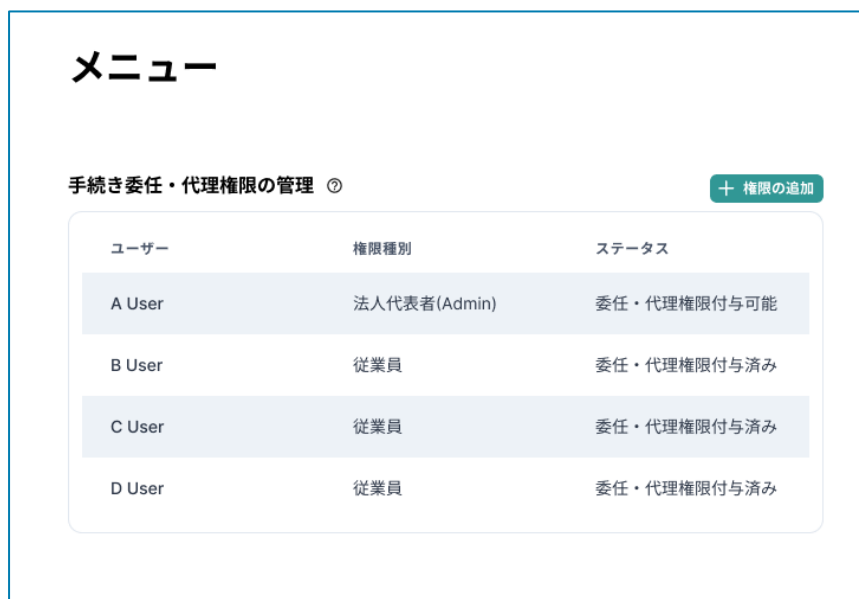 メニュー
手続き委任・代理権限の管理 ?
+ 権限の追加
ユーザー 権限種別 ステータス
A User 法人代表者(Admin) 委任・代理権限付与可能
B User 従業員 委任・代理権限付与済み
C User 従業員 委任・代理権限付与済み
D User 従業員 委任・代理権限付与済み